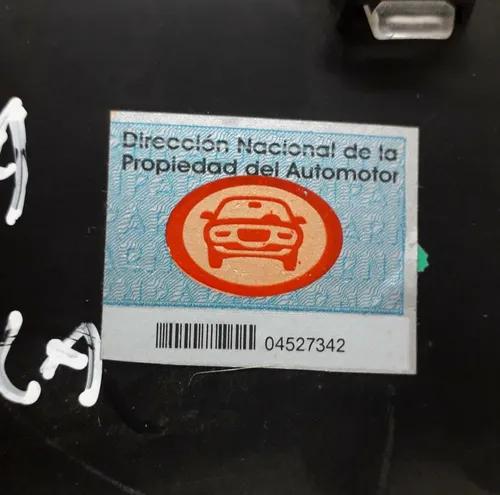 Dirección Nacional de la
Propiedad del Automotor
04527342